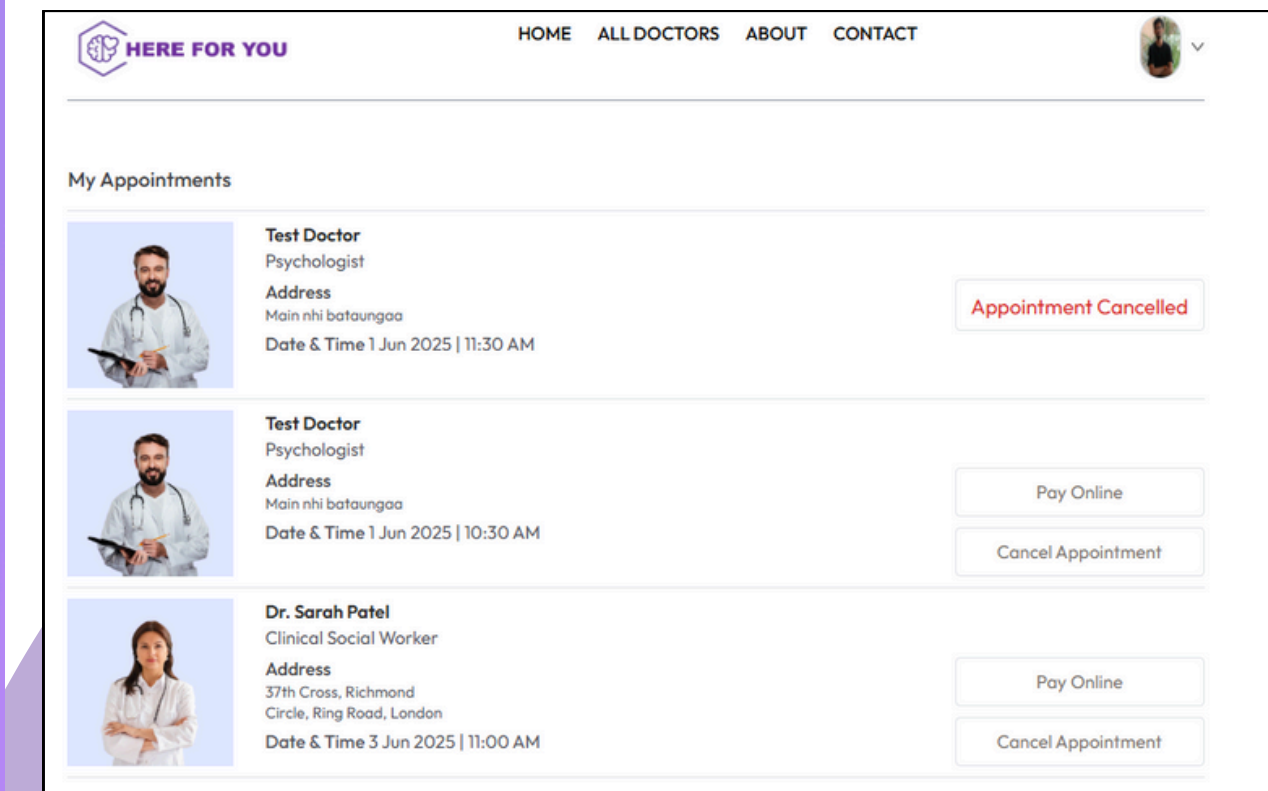 HERE FOR YOU
HOME ALL DOCTORS ABOUT CONTACT
My Appointments
Test Doctor
Psychologist
Address
Main nhi bataungaa
Date & Time 1 Jun 2025 | 11:30 AM
Appointment Cancelled
Test Doctor
Psychologist
Address
Main nhi bataungaa
Date & Time 1 Jun 2025 | 10:30 AM
Pay Online
Cancel Appointment
Dr. Sarah Patel
Clinical Social Worker
Address
37th Cross, Richmond
Circle, Ring Road, London
Date & Time 3 Jun 2025 | 11:00 AM
Pay Online
Cancel Appointment